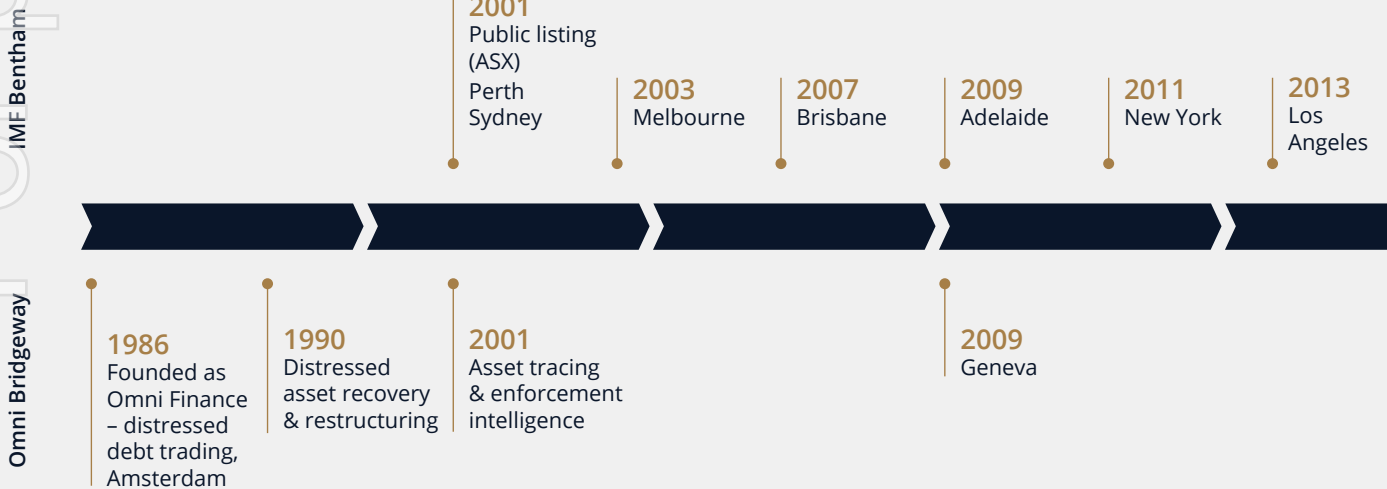 IMF Bentham
2001
Public listing
(ASX)
Perth
Sydney
2003
Melbourne
2007
Brisbane
2009
Adelaide
2011
New York
2013
Los
Angeles
Omni Bridgeway
1986
Founded as
Omni Finance
– distressed
debt trading,
Amsterdam
1990
Distressed
asset recovery
& restructuring
2001
Asset tracing
& enforcement
intelligence
2009
Geneva